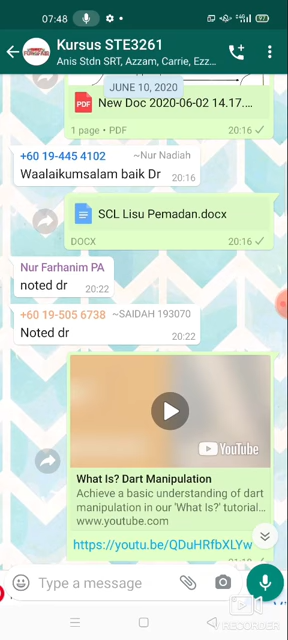 07:48
92
Kursus STE3261
Anis Stdn SRT, Azzam, Carrie, Ezz...
JUNE 10, 2020
PDF
New Doc 2020-06-02 14.17....
1 page • PDF
20:16
+60 19-445 4102 ~Nur Nadiah
Waalaikumsalam baik Dr
20:16
SCL Lisu Pemadan.docx
DOCX
20:16
Nur Farhanim PA
noted dr
20:22
+60 19-505 6738 ~SAIDAH 193070
Noted dr
20:22
YouTube
What Is? Dart Manipulation
Achieve a basic understanding of dart
manipulation in our 'What Is?' tutorial...
www.youtube.com
https://youtu.be/QDuHRfbXLYw
Type a message
RECORDER